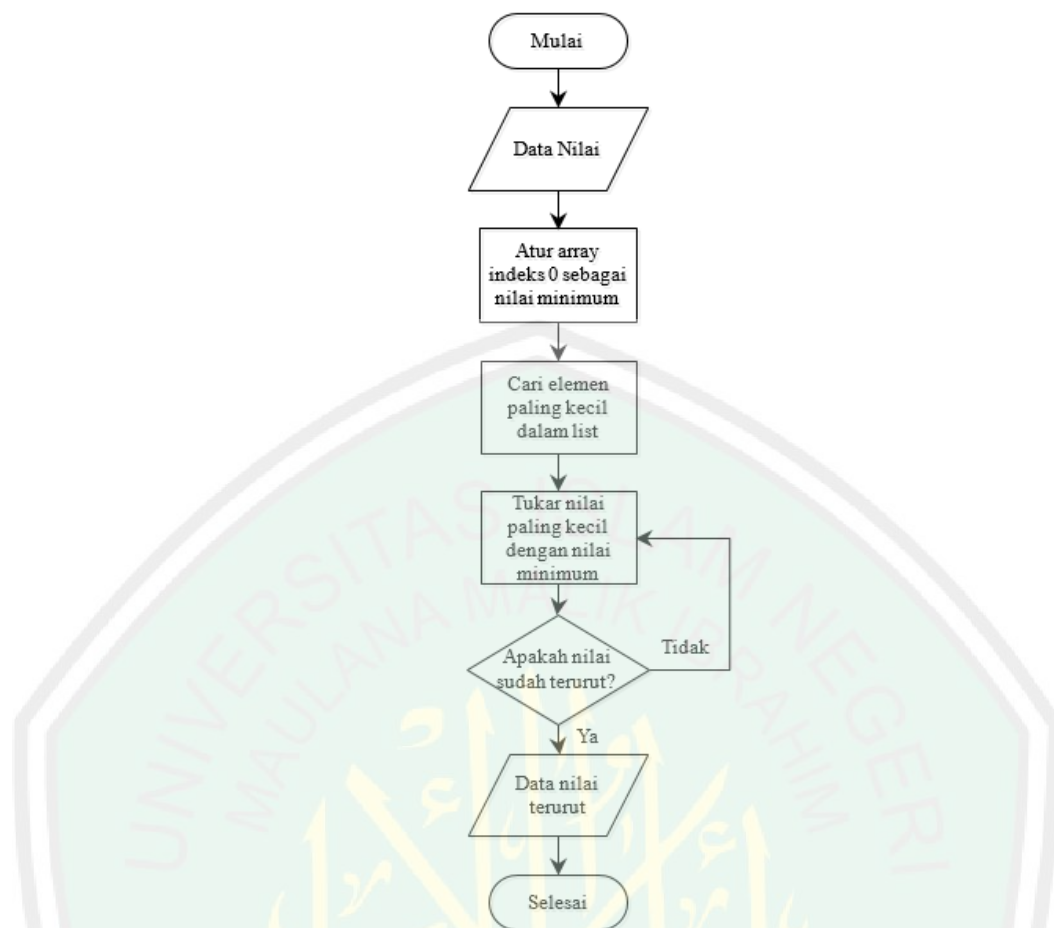 Mulai
Data Nilai
Atur array
indeks 0 sebagai
nilai minimum
Cari elemen
paling kecil
dalam list
Tukar nilai
paling kecil
dengan nilai
minimum
Apakah nilai
sudah terurut?
Tidak
Ya
Data nilai
terurut
Selesai
UNIVERSITAS ISLAM NEGERI
MAULANA MALIK IBRAHIM